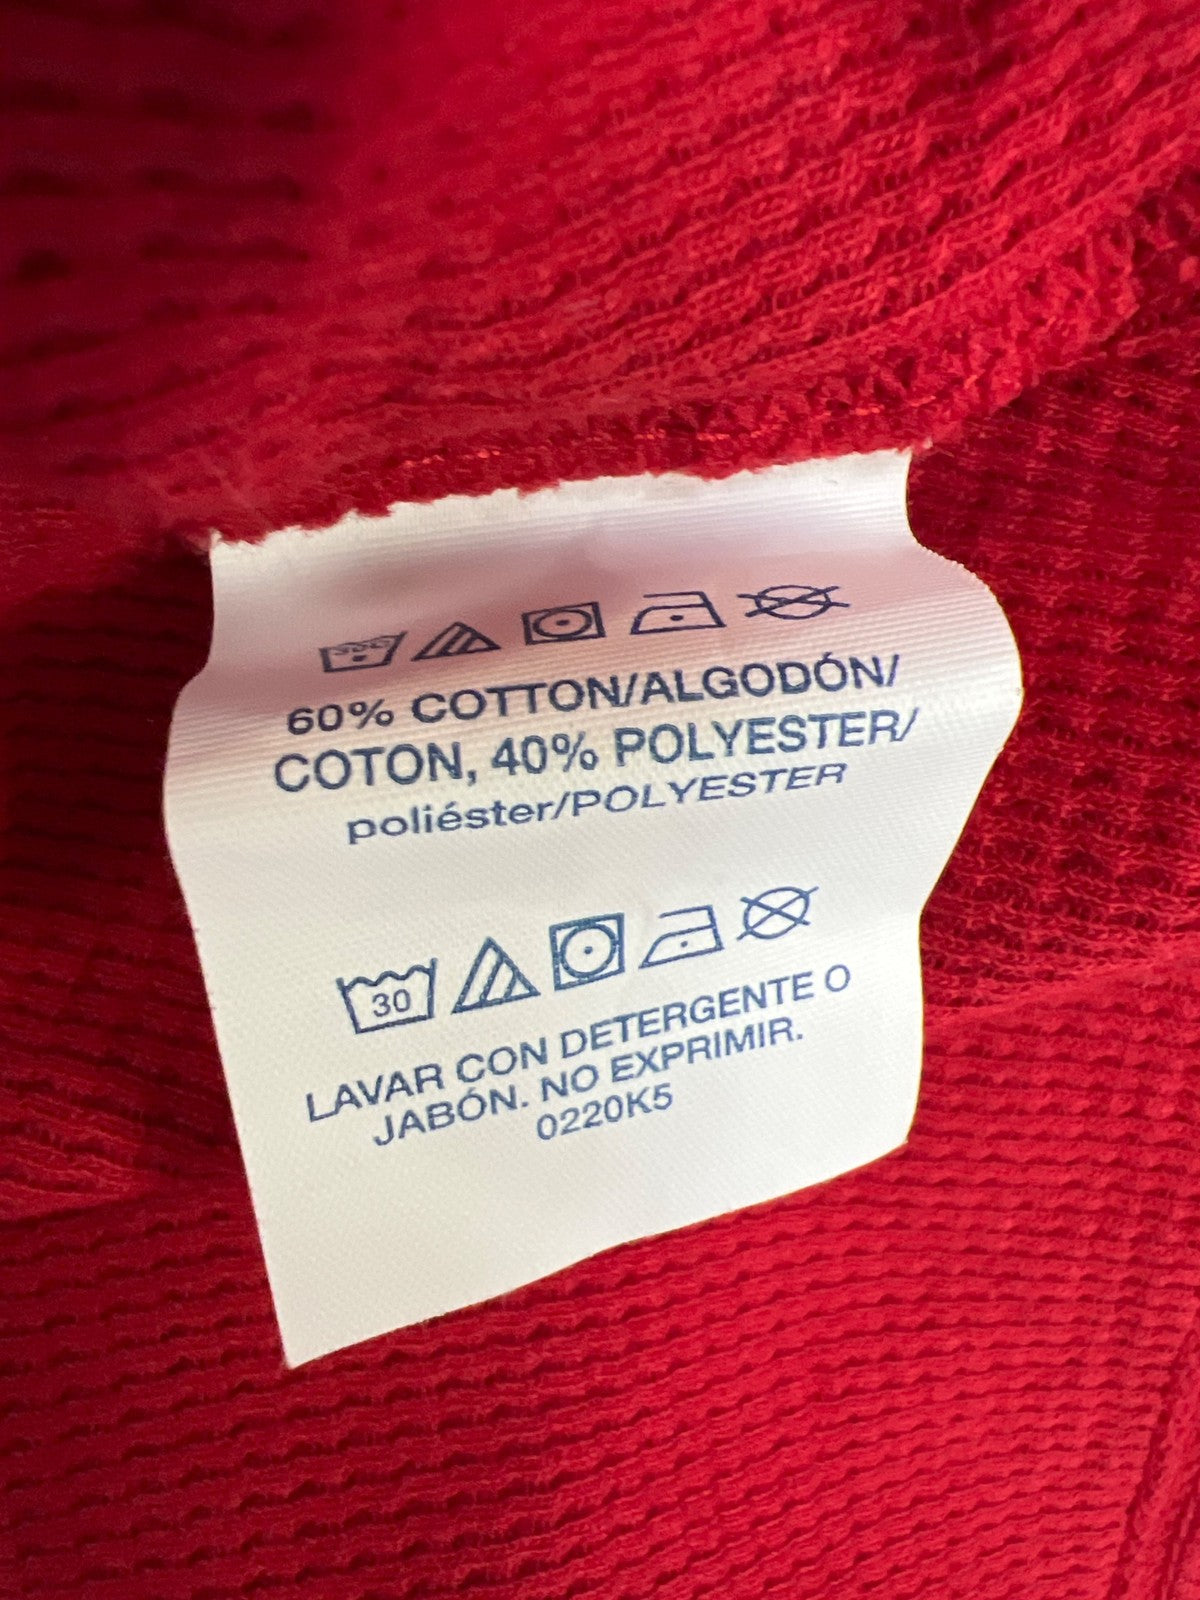 60% COTTON/ALGODÓN/
COTON, 40% POLYESTER/
poliéster/POLYESTER
30
LAVAR CON DETERGENTE O
JABÓN. NO EXPRIMIR.
0220K5